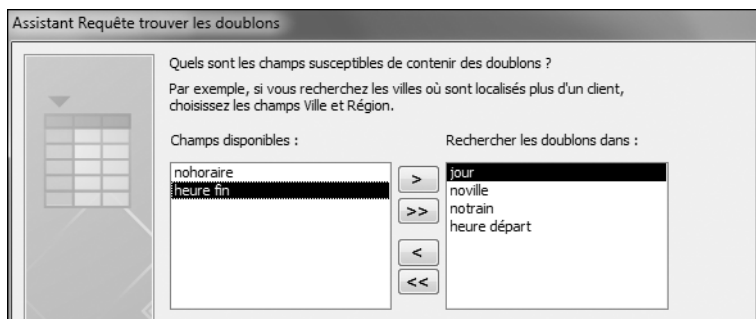 Assistant Requête trouver les doublons
Quels sont les champs susceptibles de contenir des doublons ?
Par exemple, si vous recherchez les villes où sont localisés plus d'un client,
choisissez les champs Ville et Région.
Champs disponibles :
nohoraire
heure fin
>
>>
<
<<
Rechercher les doublons dans :
jour
noville
notrain
heure départ